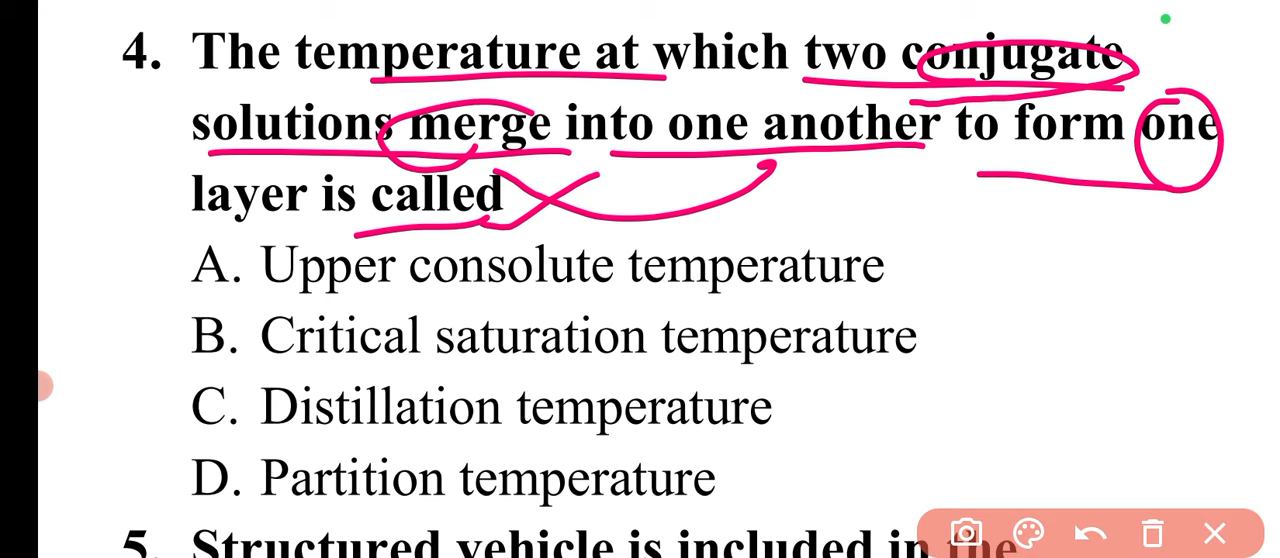 4. The temperature at which two conjugate
solutions merge into one another to form one
layer is called
A. Upper consolute temperature
B. Critical saturation temperature
C. Distillation temperature
D. Partition temperature
5. Structured vehicle is included in the